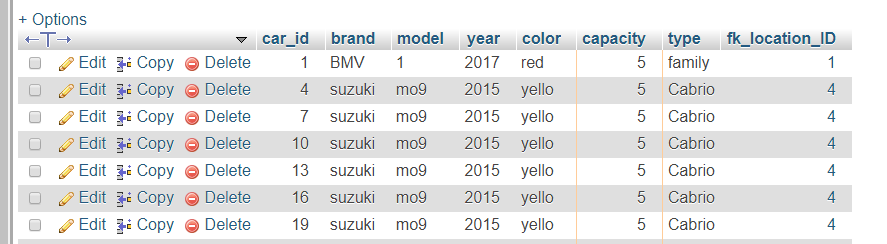 + Options
←T→ car_id brand model year color capacity type fk_location_ID
Edit Copy Delete 1 BMV 1 2017 red 5 family 1
Edit Copy Delete 4 suzuki mo9 2015 yello 5 Cabrio 4
Edit Copy Delete 7 suzuki mo9 2015 yello 5 Cabrio 4
Edit Copy Delete 10 suzuki mo9 2015 yello 5 Cabrio 4
Edit Copy Delete 13 suzuki mo9 2015 yello 5 Cabrio 4
Edit Copy Delete 16 suzuki mo9 2015 yello 5 Cabrio 4
Edit Copy Delete 19 suzuki mo9 2015 yello 5 Cabrio 4